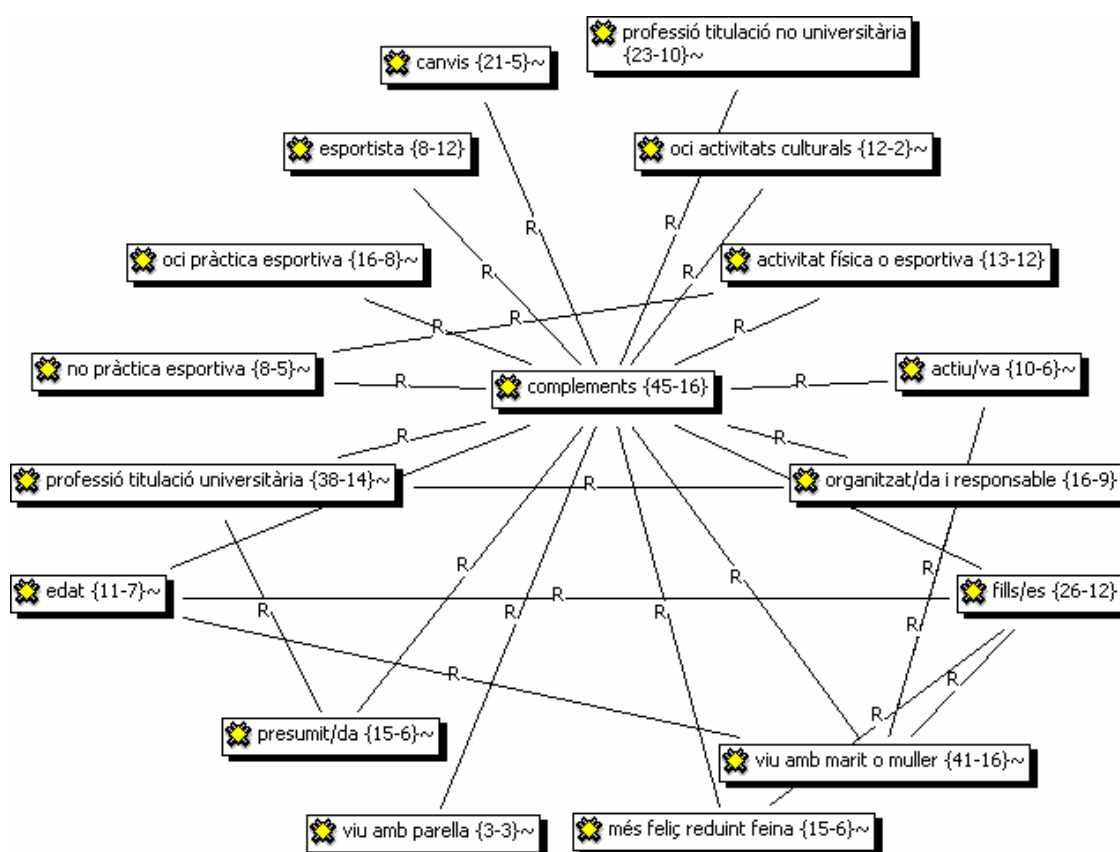 professió titulació no universitària
{23-10}~
canvis {21-5}~
esportista {8-12}
oci activitats culturals {12-2}~
R
R
oci pràctica esportiva {16-8}~
activitat física o esportiva {13-12}
R
R
R
R
R
no pràctica esportiva {8-5}~
actiu/va {10-6}~
R
complements {45-16}
R
R
R
professió titulació universitària {38-14}~
organitzat/da i responsable {16-9}
R
R
R
R
R
edat {11-7}~
fills/es {26-12}
R
R
R
R
R
R
R
R
presumit/da {15-6}~
viu amb marit o muller {41-16}~
viu amb parella {3-3}~
més feliç reduint feina {15-6}~